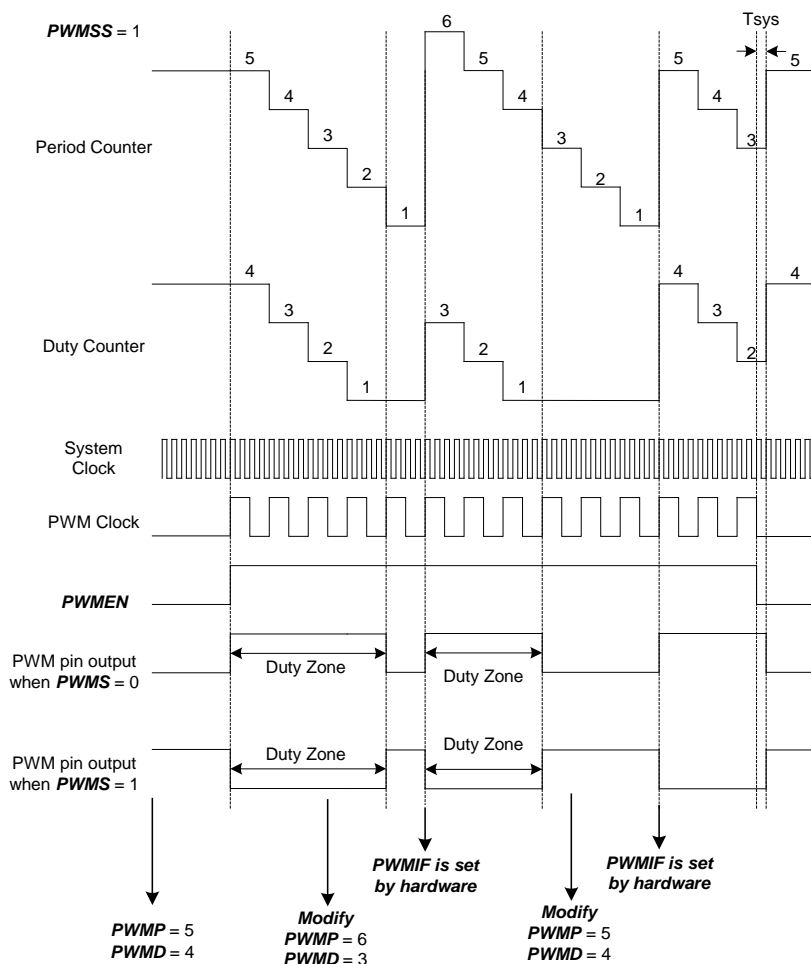 Tsys
PWMSS = 1
6
5
5
5
5
4
4
4
Period Counter
3
3
3
2
2
1
1
4
4
4
3
3
3
Duty Counter
2
2
2
1
1
System
Clock
PWM Clock
PWMEN
PWM pin output
when PWMS = 0
Duty Zone
Duty Zone
PWM pin output
when PWMS = 1
Duty Zone
Duty Zone
PWMIF is set
by hardware
PWMIF is set
by hardware
PWMP = 5
PWMD = 4
Modify
PWMP = 6
PWMD = 3
Modify
PWMP = 5
PWMD = 4